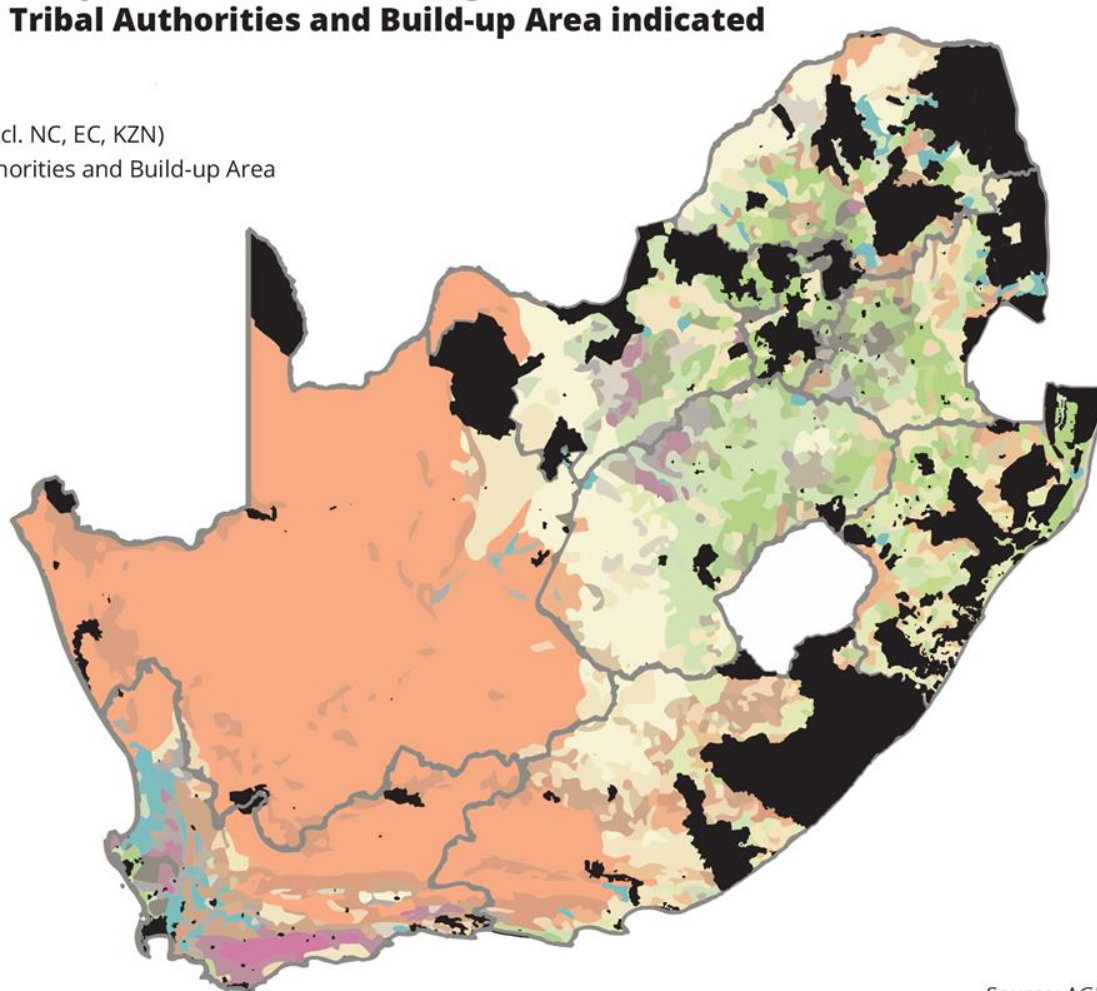 Tribal Authorities and Build-up Area indicated
cl. NC, EC, KZN)
horities and Build-up Area